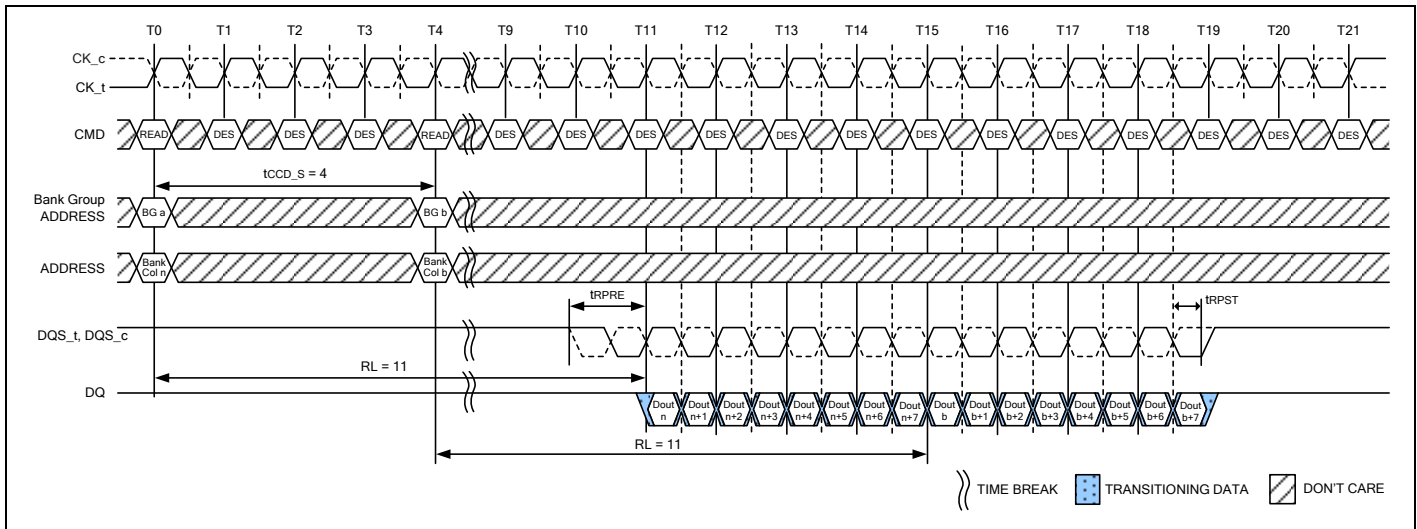 T0 T1 T2 T3 T4 T9 T10 T11 T12 T13 T14 T15 T16 T17 T18 T19 T20 T21
CK_c
CK_t
CMD READ DES DES DES READ DES DES DES DES DES DES DES DES DES DES DES DES DES
tCCD_S = 4
Bank Group
ADDRESS BG a BG b
ADDRESS Bank Col n Bank Col b
tRPRE tRPST
DQS_t, DQS_c
RL = 11
DQ Dout n Dout n+1 Dout n+2 Dout n+3 Dout n+4 Dout n+5 Dout n+6 Dout n+7 Dout b Dout b+1 Dout b+2 Dout b+3 Dout b+4 Dout b+5 Dout b+6 Dout b+7
RL = 11
TIME BREAK TRANSITIONING DATA DON'T CARE